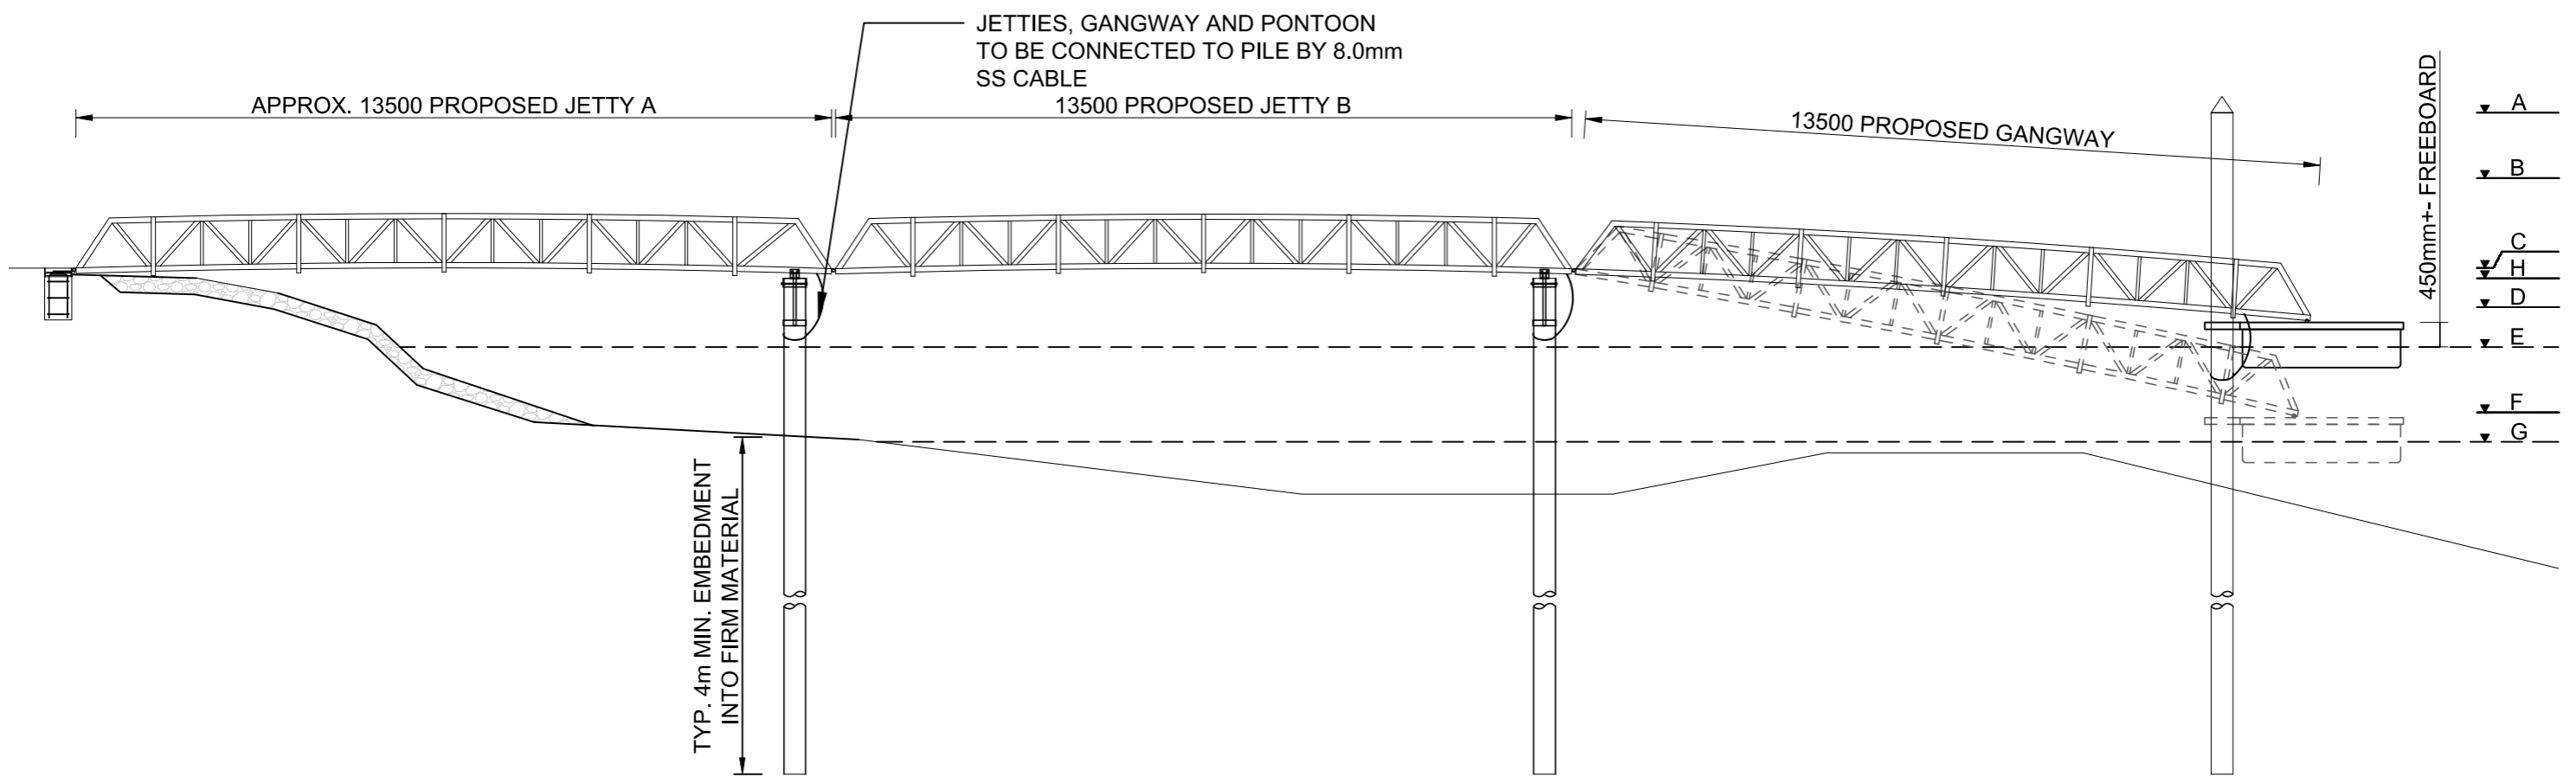 JETTIES, GANGWAY AND PONTOON
TO BE CONNECTED TO PILE BY 8.0mm
SS CABLE
APPROX. 13500 PROPOSED JETTY A
13500 PROPOSED JETTY B
13500 PROPOSED GANGWAY
450mm+- FREEBOARD
A
B
C
H
D
E
F
G
TYP. 4m MIN. EMBEDMENT
INTO FIRM MATERIAL